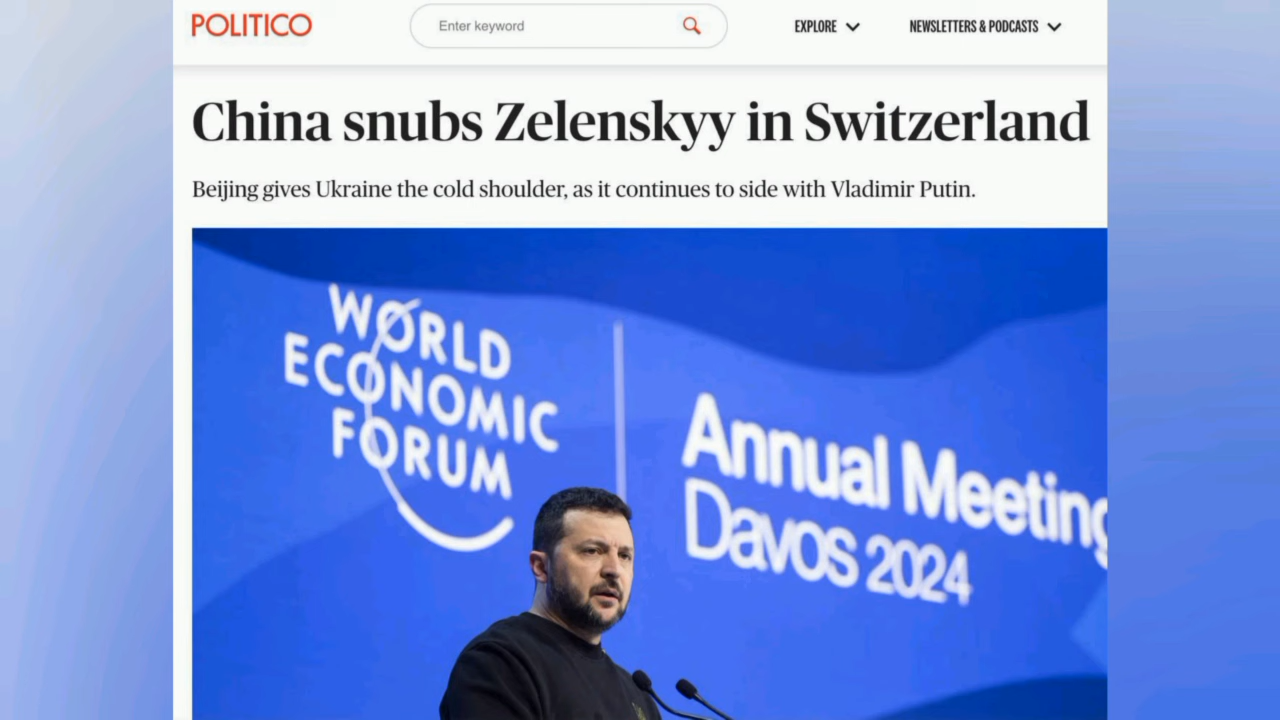 POLITICO
Enter keyword
EXPLORE
NEWSLETTERS & PODCASTS
China snubs Zelenskyy in Switzerland
Beijing gives Ukraine the cold shoulder, as it continues to side with Vladimir Putin.
WORLD
ECONOMIC
FORUM
Annual Meeting
Davos 2024